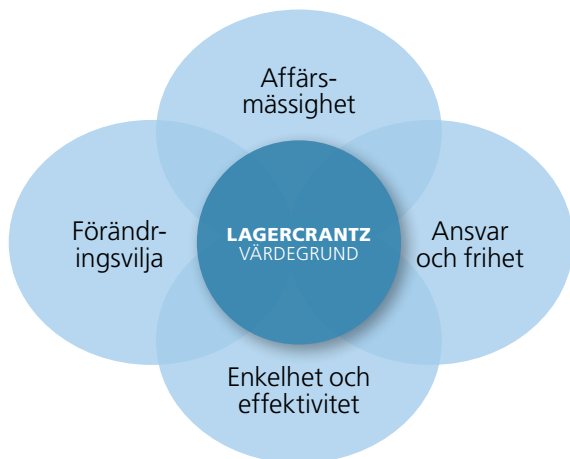 Affärs-
mässighet
Förändr-
ingsvilja
LAGERCRANTZ
VÄRDEGRUND
Ansvar
och frihet
Enkelhet och
effektivitet